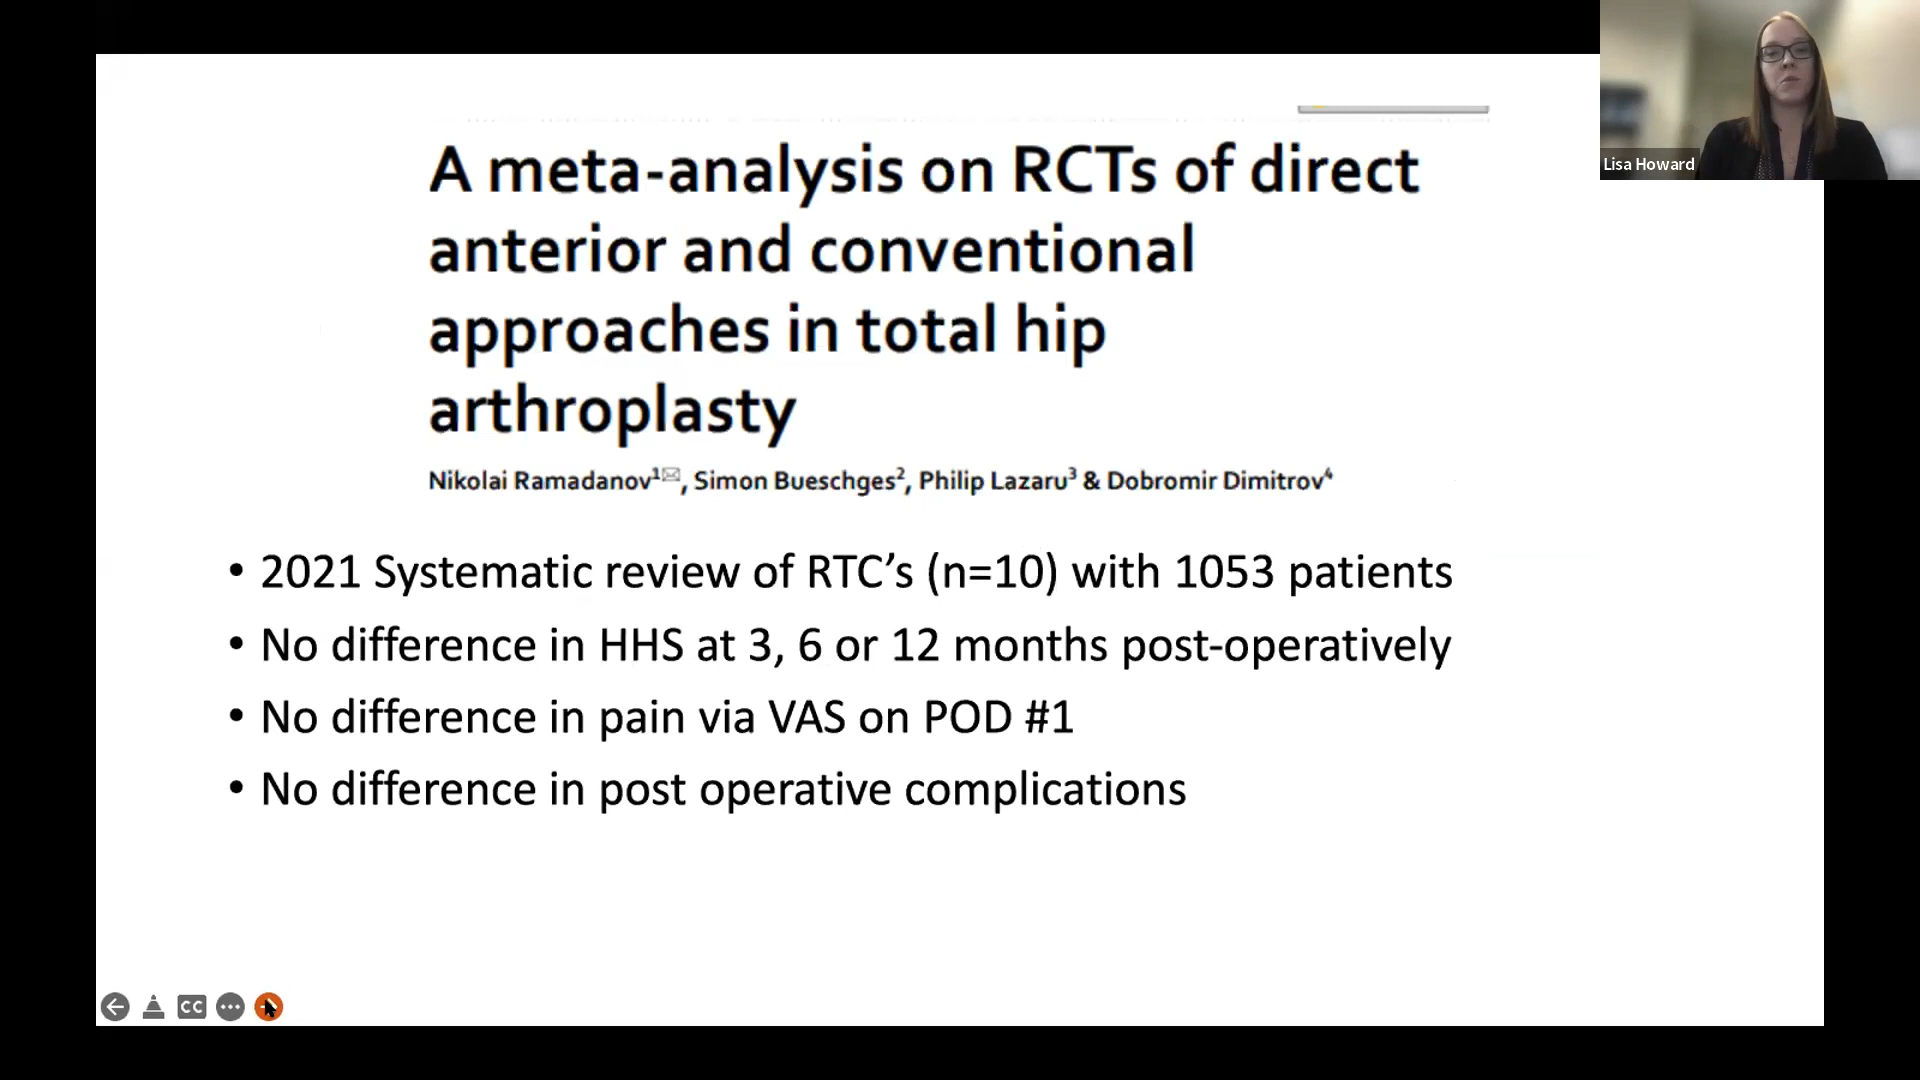 Lisa Howard
A meta-analysis on RCTs of direct
anterior and conventional
approaches in total hip
arthroplasty
Nikolai Ramadanov1✉, Simon Bueschges2, Philip Lazaru3 & Dobromir Dimitrov4
• 2021 Systematic review of RTC’s (n=10) with 1053 patients
• No difference in HHS at 3, 6 or 12 months post-operatively
• No difference in pain via VAS on POD #1
• No difference in post operative complications
CC